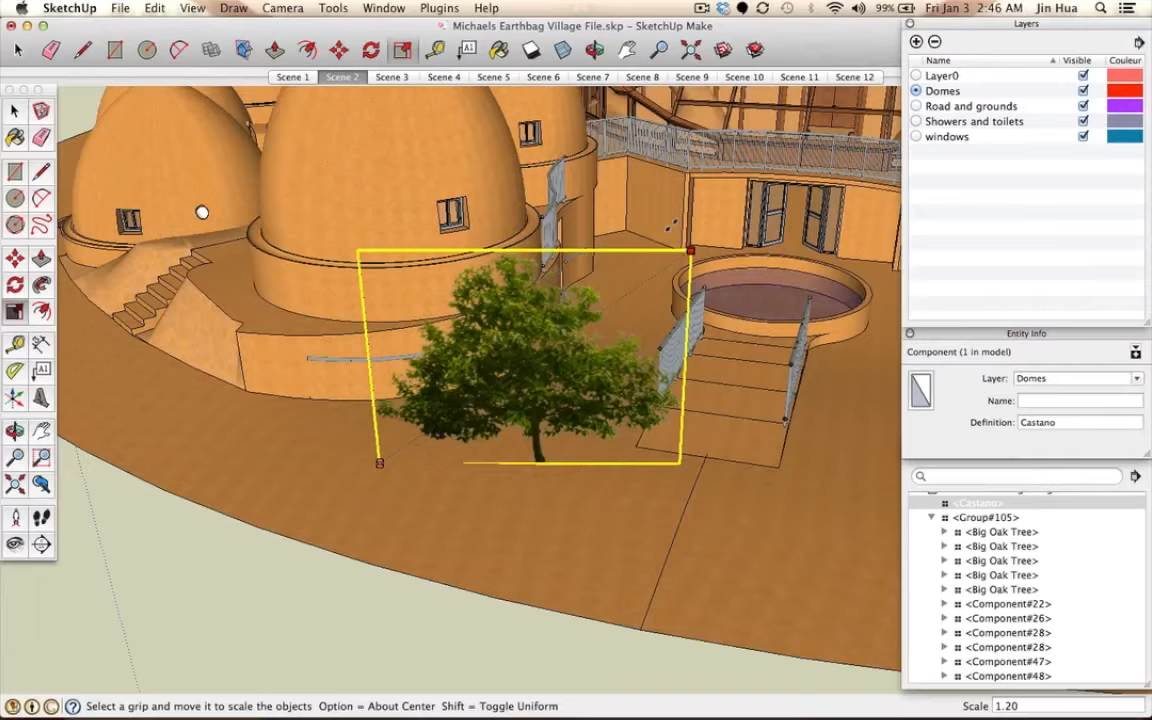 SketchUp File Edit View Draw Camera Tools Window Plugins Help 99% Fri Jan 3 2:46 AM Jin Hua
Michaels Earthbag Village File.skp - SketchUp Make
A1
Scene 1 Scene 2 Scene 3 Scene 4 Scene 5 Scene 6 Scene 7 Scene 8 Scene 9 Scene 10 Scene 11 Scene 12
A1
Layers
Name Visible Couleur
Layer0
Domes
Road and grounds
Showers and toilets
windows
Entity Info
Component (1 in model)
Layer: Domes
Name:
Definition: Castano
<Castano>
<Group#105>
<Big Oak Tree>
<Big Oak Tree>
<Big Oak Tree>
<Big Oak Tree>
<Big Oak Tree>
<Component#22>
<Component#26>
<Component#28>
<Component#28>
<Component#47>
<Component#48>
Select a grip and move it to scale the objects Option = About Center Shift = Toggle Uniform
Scale 1.20